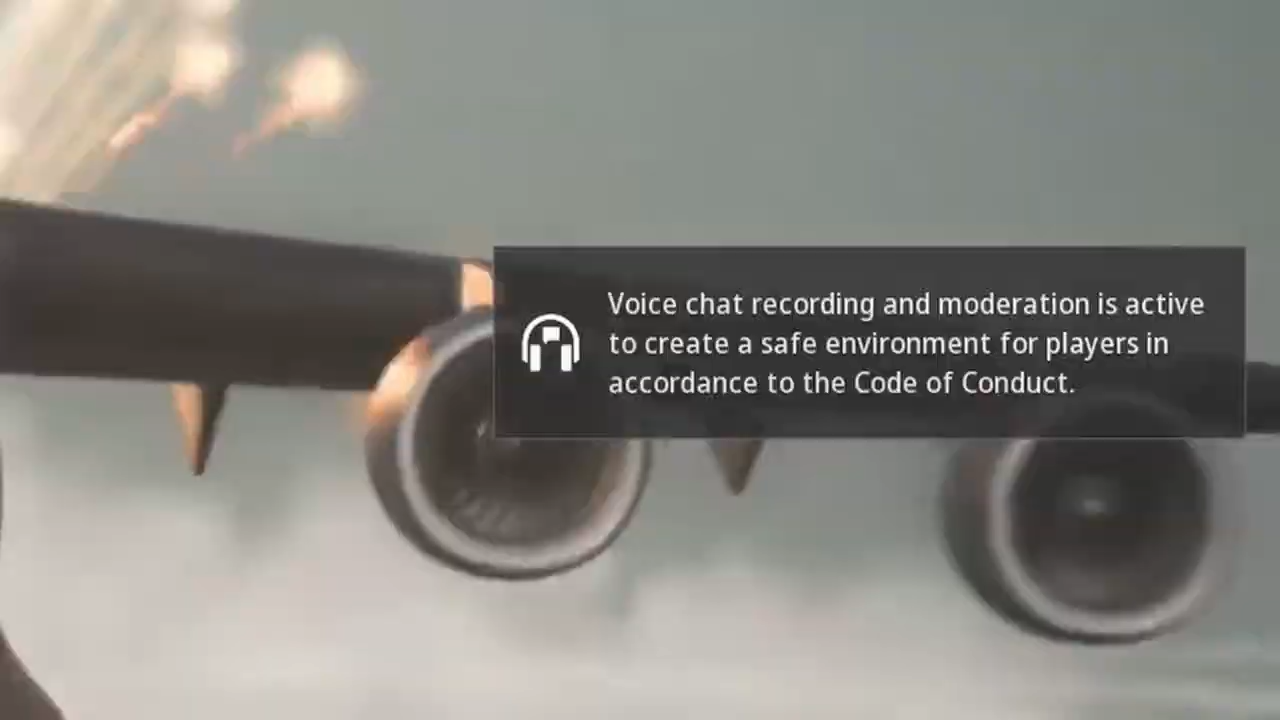 Voice chat recording and moderation is active
to create a safe environment for players in
accordance to the Code of Conduct.